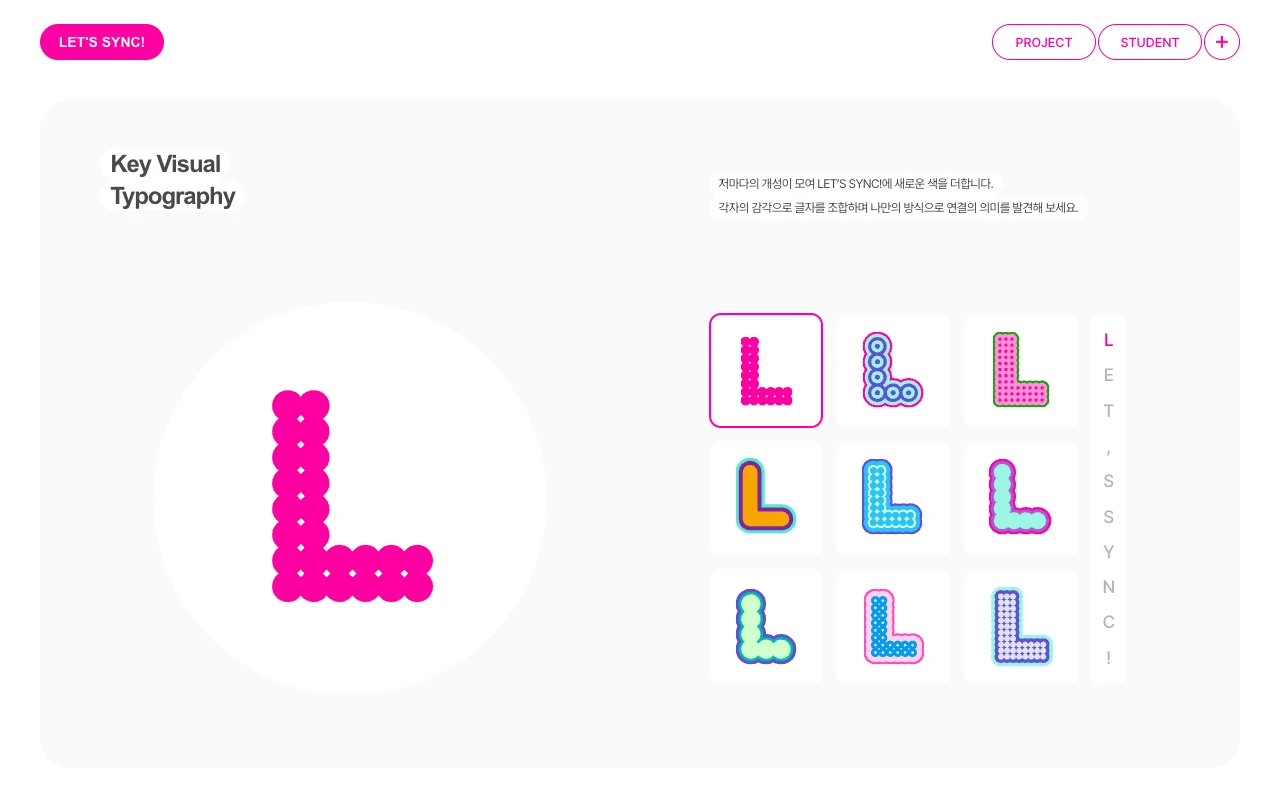 LET'S SYNC!
PROJECT
STUDENT
+
Key Visual
Typography
저마다의 개성이 모여 LET'S SYNC!에 새로운 색을 더합니다.
각자의 감각으로 글자를 조합하며 나만의 방식으로 연결의 의미를 발견해 보세요.
L
L L L
L L L
L L L
L
E
T
,
S
S
Y
N
C
!